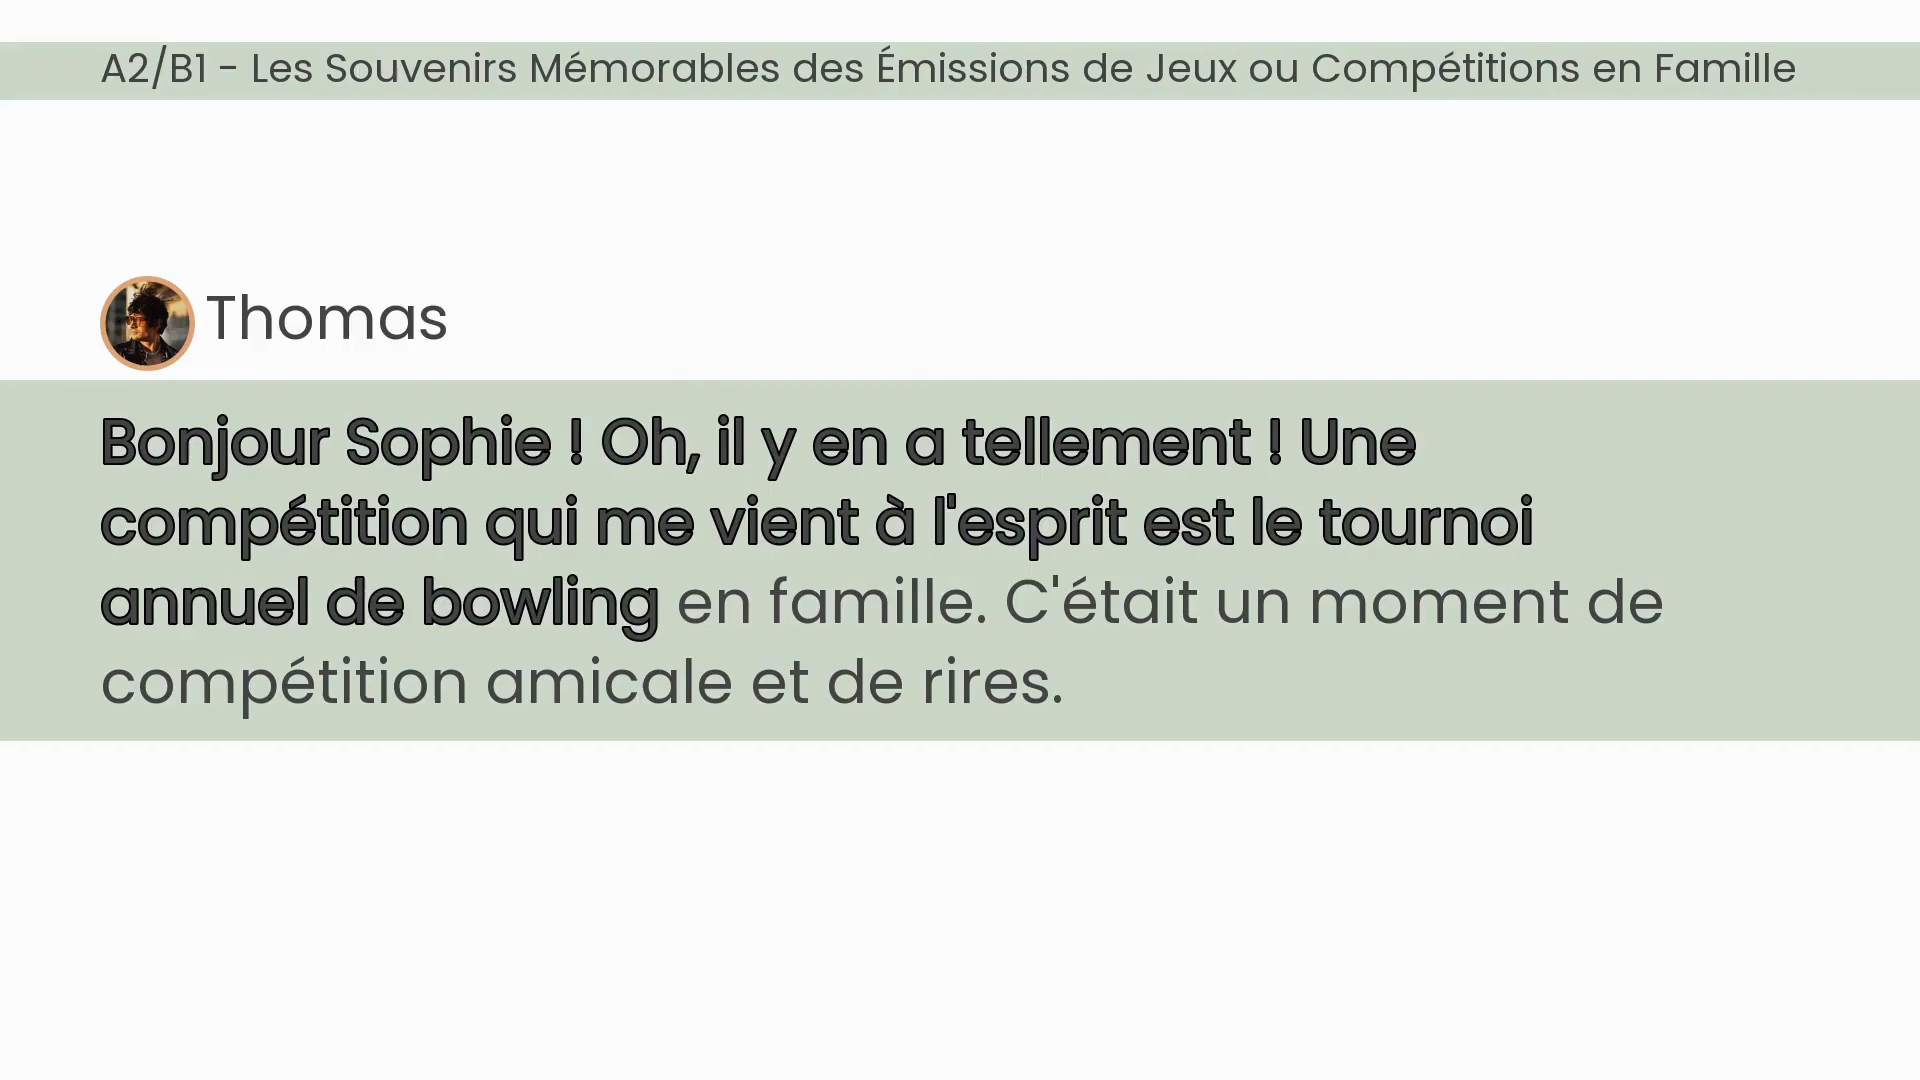 A2/B1 - Les Souvenirs Mémorables des Émissions de Jeux ou Compétitions en Famille
Thomas
Bonjour Sophie ! Oh, il y en a tellement ! Une
compétition qui me vient à l'esprit est le tournoi
annuel de bowling en famille. C'était un moment de
compétition amicale et de rires.